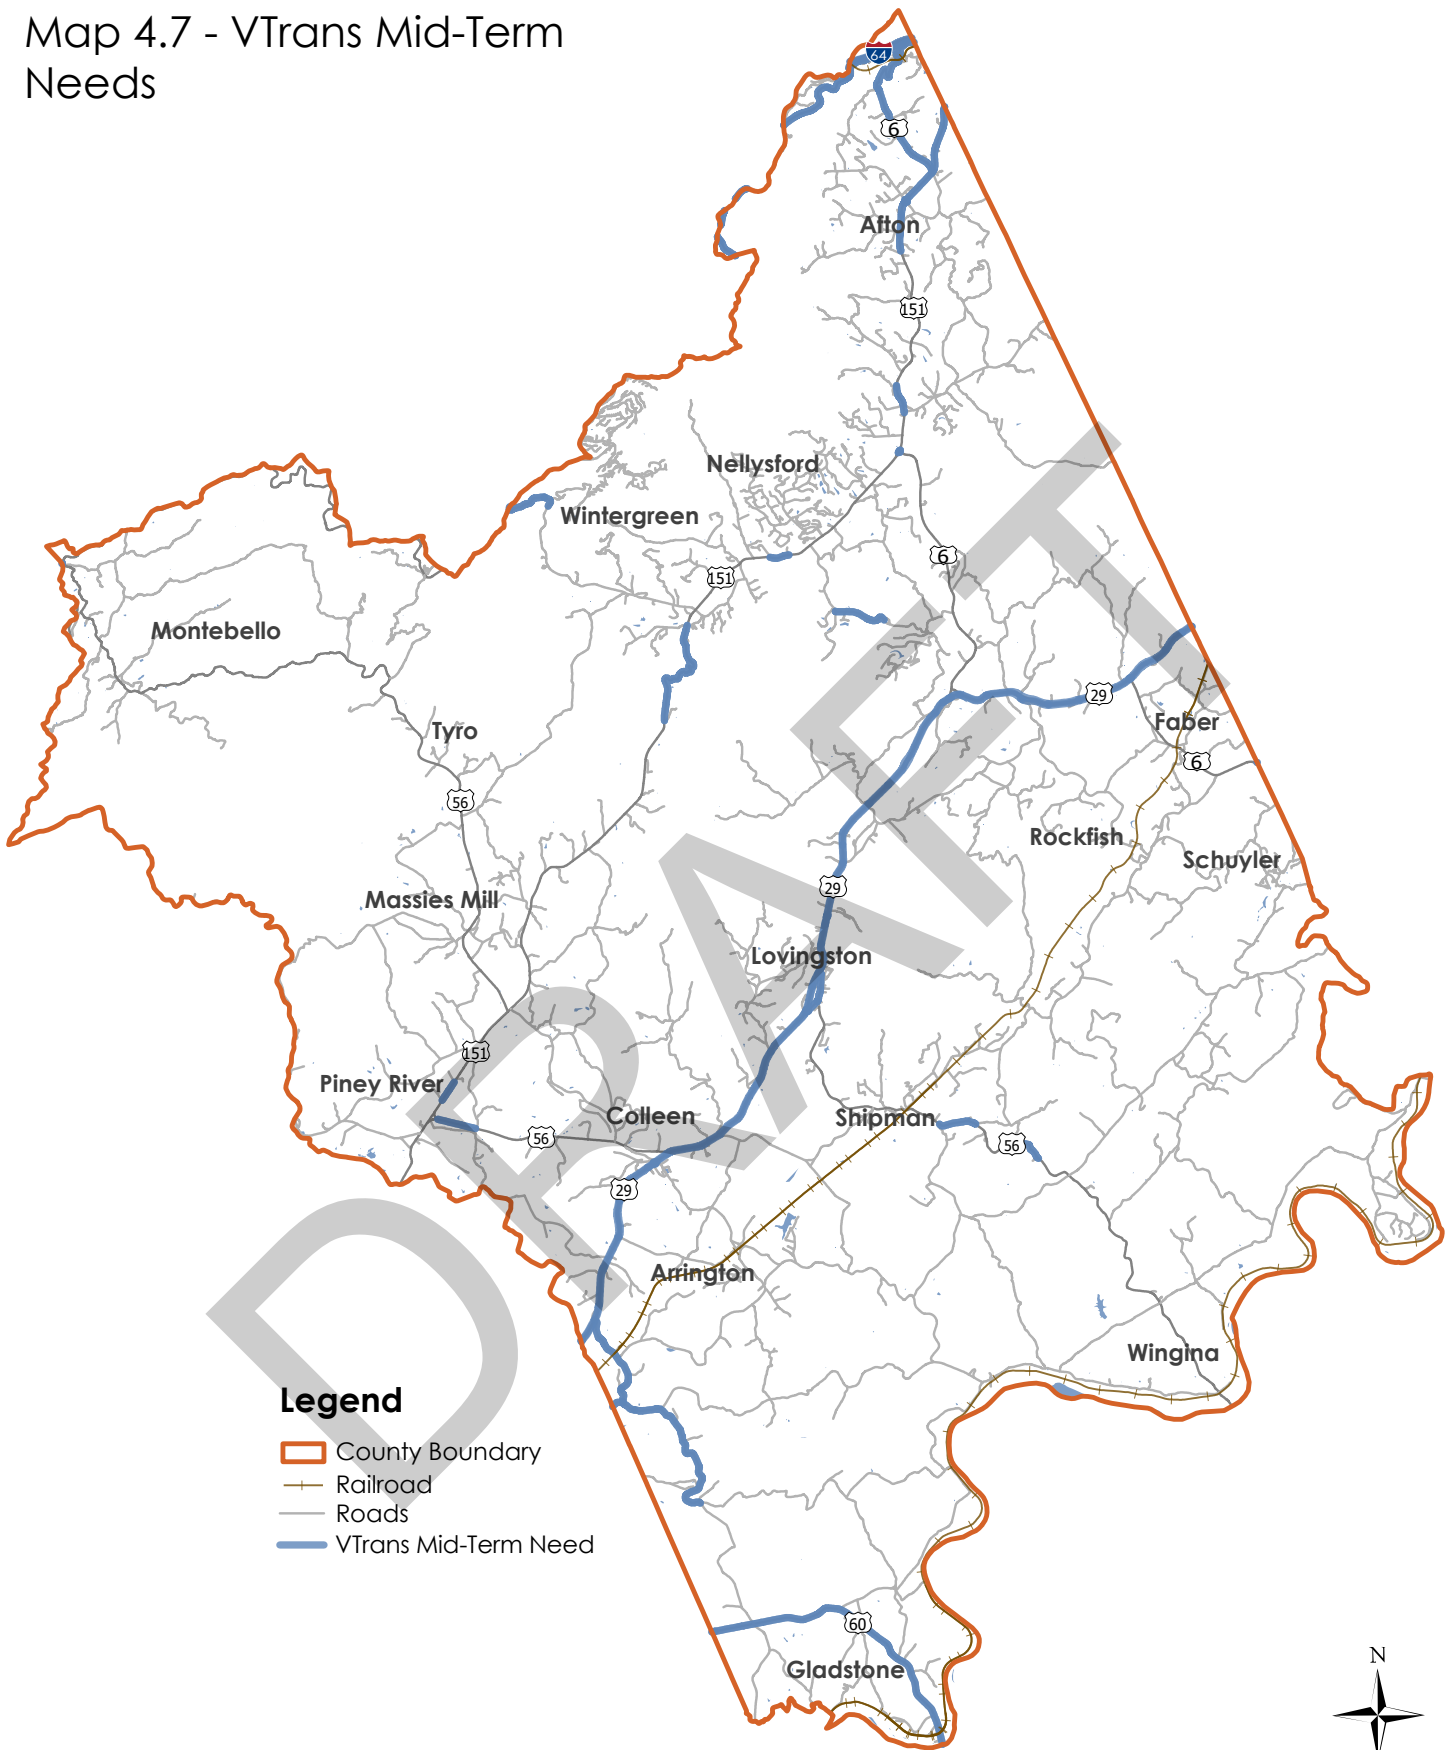 Map 4.7 - VTrans Mid-Term
Needs
64
6
Afton
151
Nellysford
Wintergreen
6
151
Montebello
29
Faber
Tyro
6
56
Rockfish
Schuyler
29
Massies Mill
Lovingston
151
Piney River
Colleen
Shipman
56
56
29
Arrington
Wingina
DRAFT
Legend
County Boundary
Railroad
Roads
VTrans Mid-Term Need
60
Gladstone
N